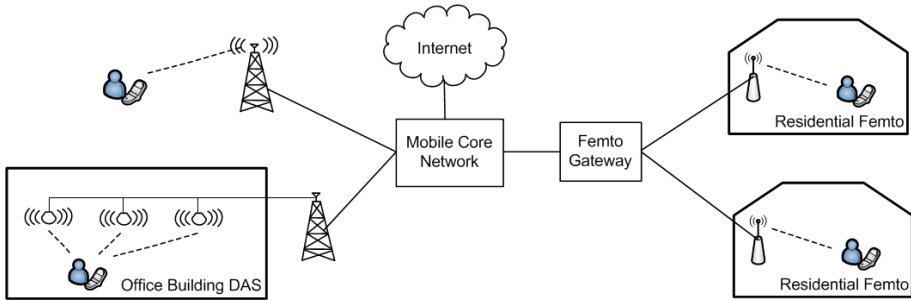 Internet
Mobile Core
Network
Femto
Gateway
Residential Femto
Office Building DAS
Residential Femto